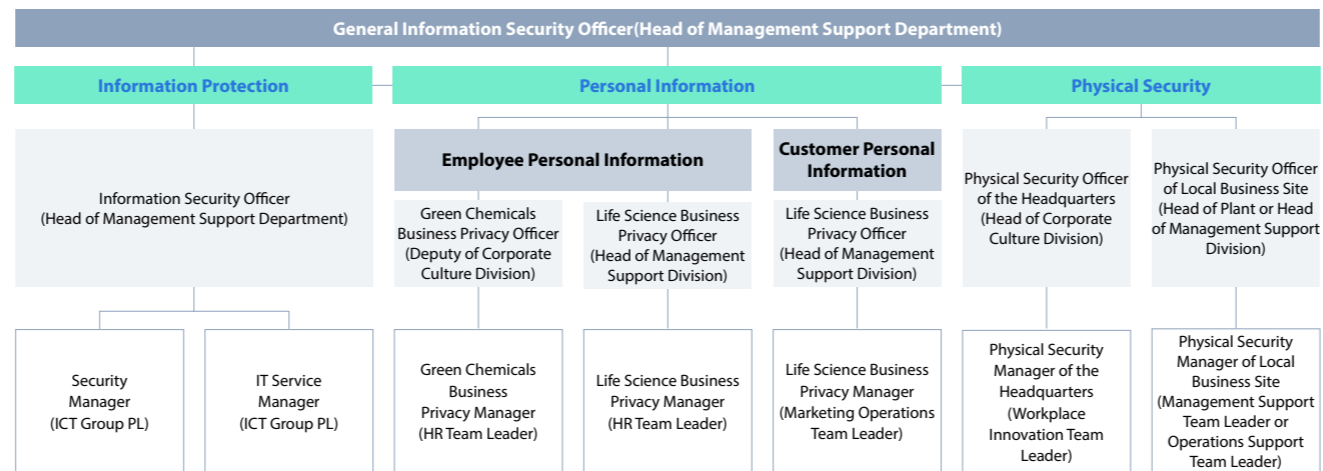 General Information Security Officer(Head of Management Support Department)
Information Protection
Personal Information
Physical Security
Information Security Officer
(Head of Management Support Department)
Employee Personal Information
Customer Personal
Information
Green Chemicals
Business Privacy Officer
(Deputy of Corporate
Culture Division)
Life Science Business
Privacy Officer
(Head of Management
Support Division)
Life Science Business
Privacy Officer
(Head of Management
Support Division)
Physical Security Officer
of the Headquarters
(Head of Corporate
Culture Division)
Physical Security Officer
of Local Business Site
(Head of Plant or Head
of Management Support
Division)
Security
Manager
(ICT Group PL)
IT Service
Manager
(ICT Group PL)
Green Chemicals
Business
Privacy Manager
(HR Team Leader)
Life Science Business
Privacy Manager
(HR Team Leader)
Life Science Business
Privacy Manager
(Marketing Operations
Team Leader)
Physical Security
Manager of the
Headquarters
(Workplace
Innovation Team
Leader)
Physical Security
Manager of Local
Business Site
(Management Support
Team Leader or
Operations Support
Team Leader)